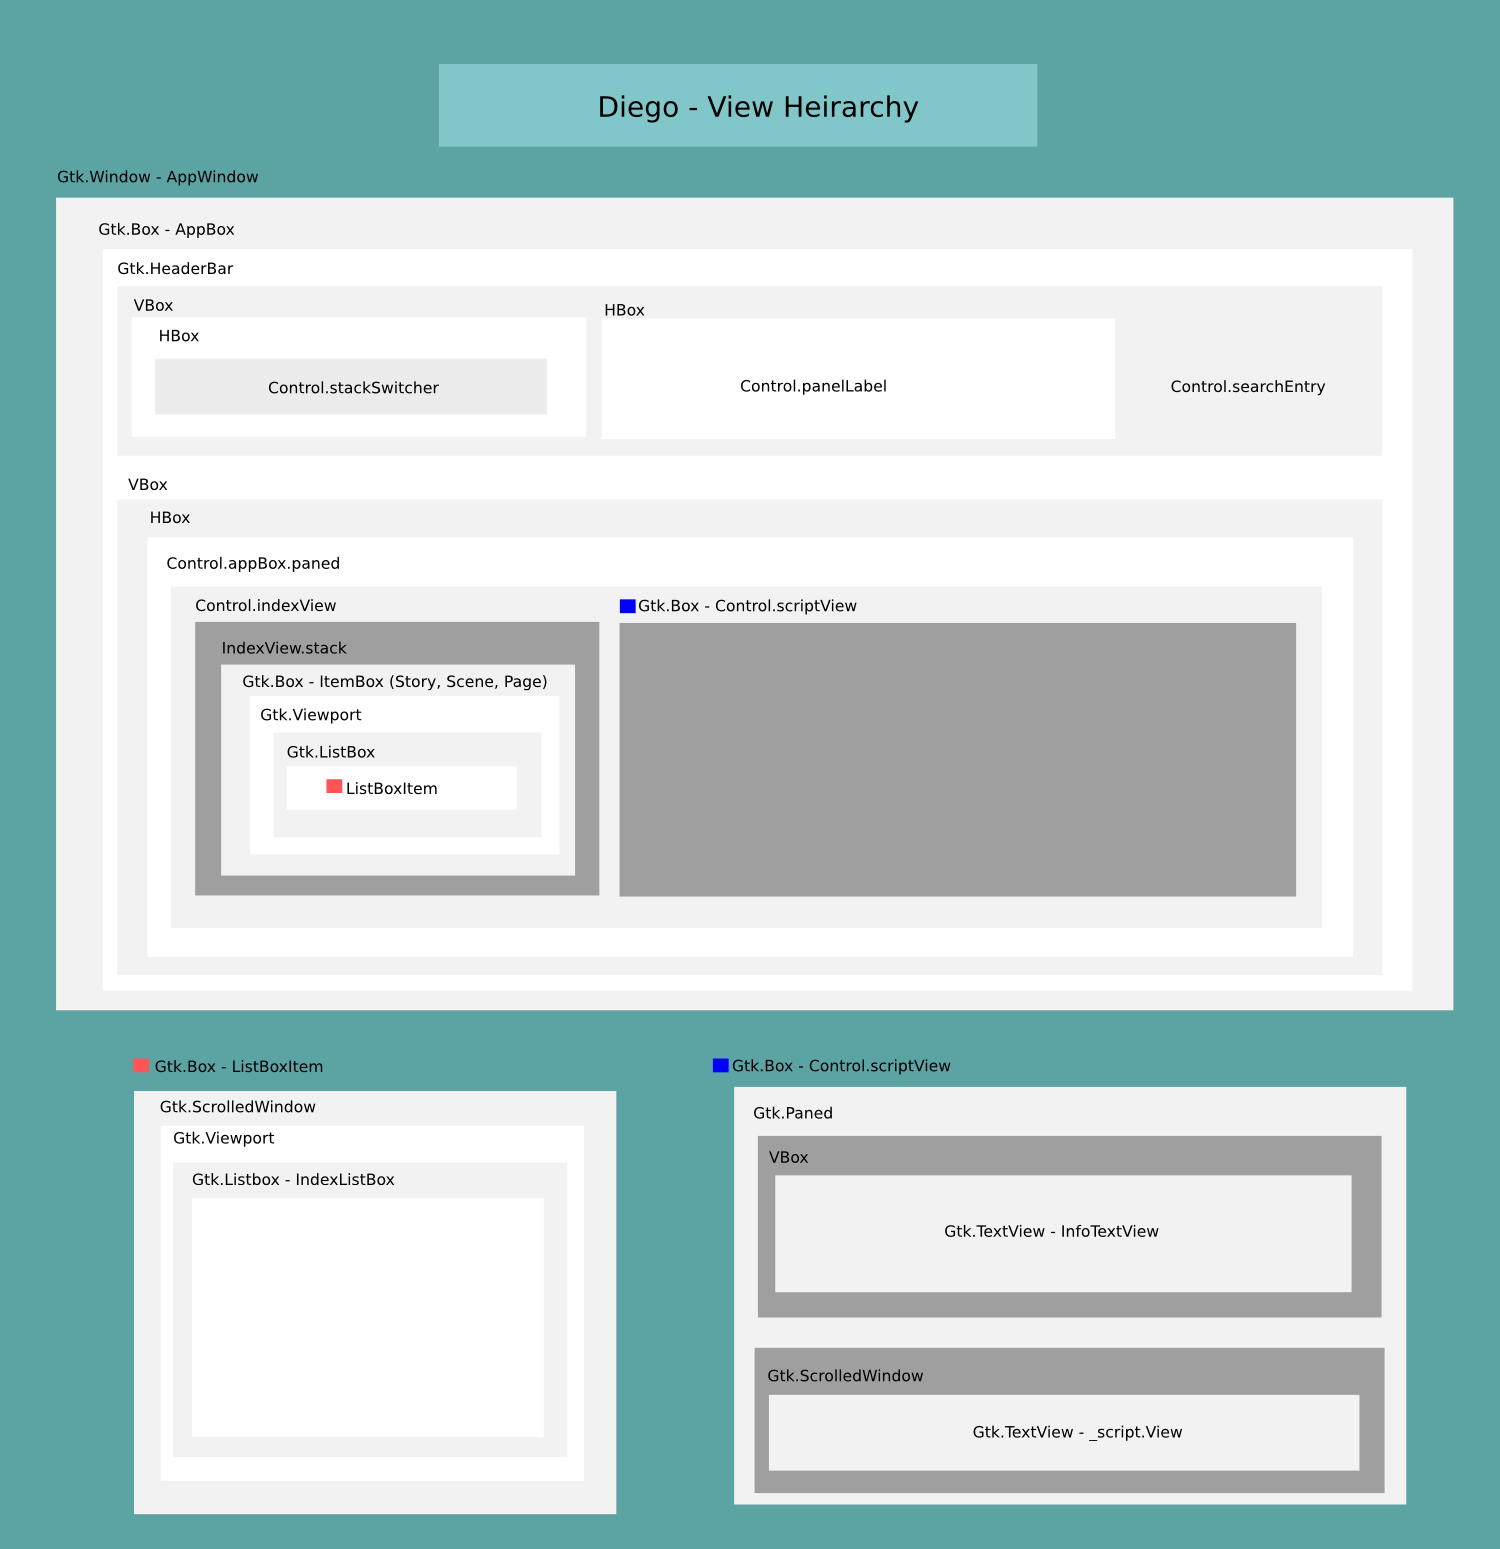 Diego - View Heirarchy
Gtk.Window - AppWindow
Gtk.Box - AppBox
Gtk.HeaderBar
VBox
HBox
HBox
Control.stackSwitcher
Control.panelLabel
Control.searchEntry
VBox
HBox
Control.appBox.paned
Control.indexView
Gtk.Box - Control.scriptView
IndexView.stack
Gtk.Box - ItemBox (Story, Scene, Page)
Gtk.Viewport
Gtk.ListBox
ListBoxItem
Gtk.Box - ListBoxItem
Gtk.ScrolledWindow
Gtk.Viewport
Gtk.Listbox - IndexListBox
Gtk.Box - Control.scriptView
Gtk.Paned
VBox
Gtk.TextView - InfoTextView
Gtk.ScrolledWindow
Gtk.TextView - _script.View